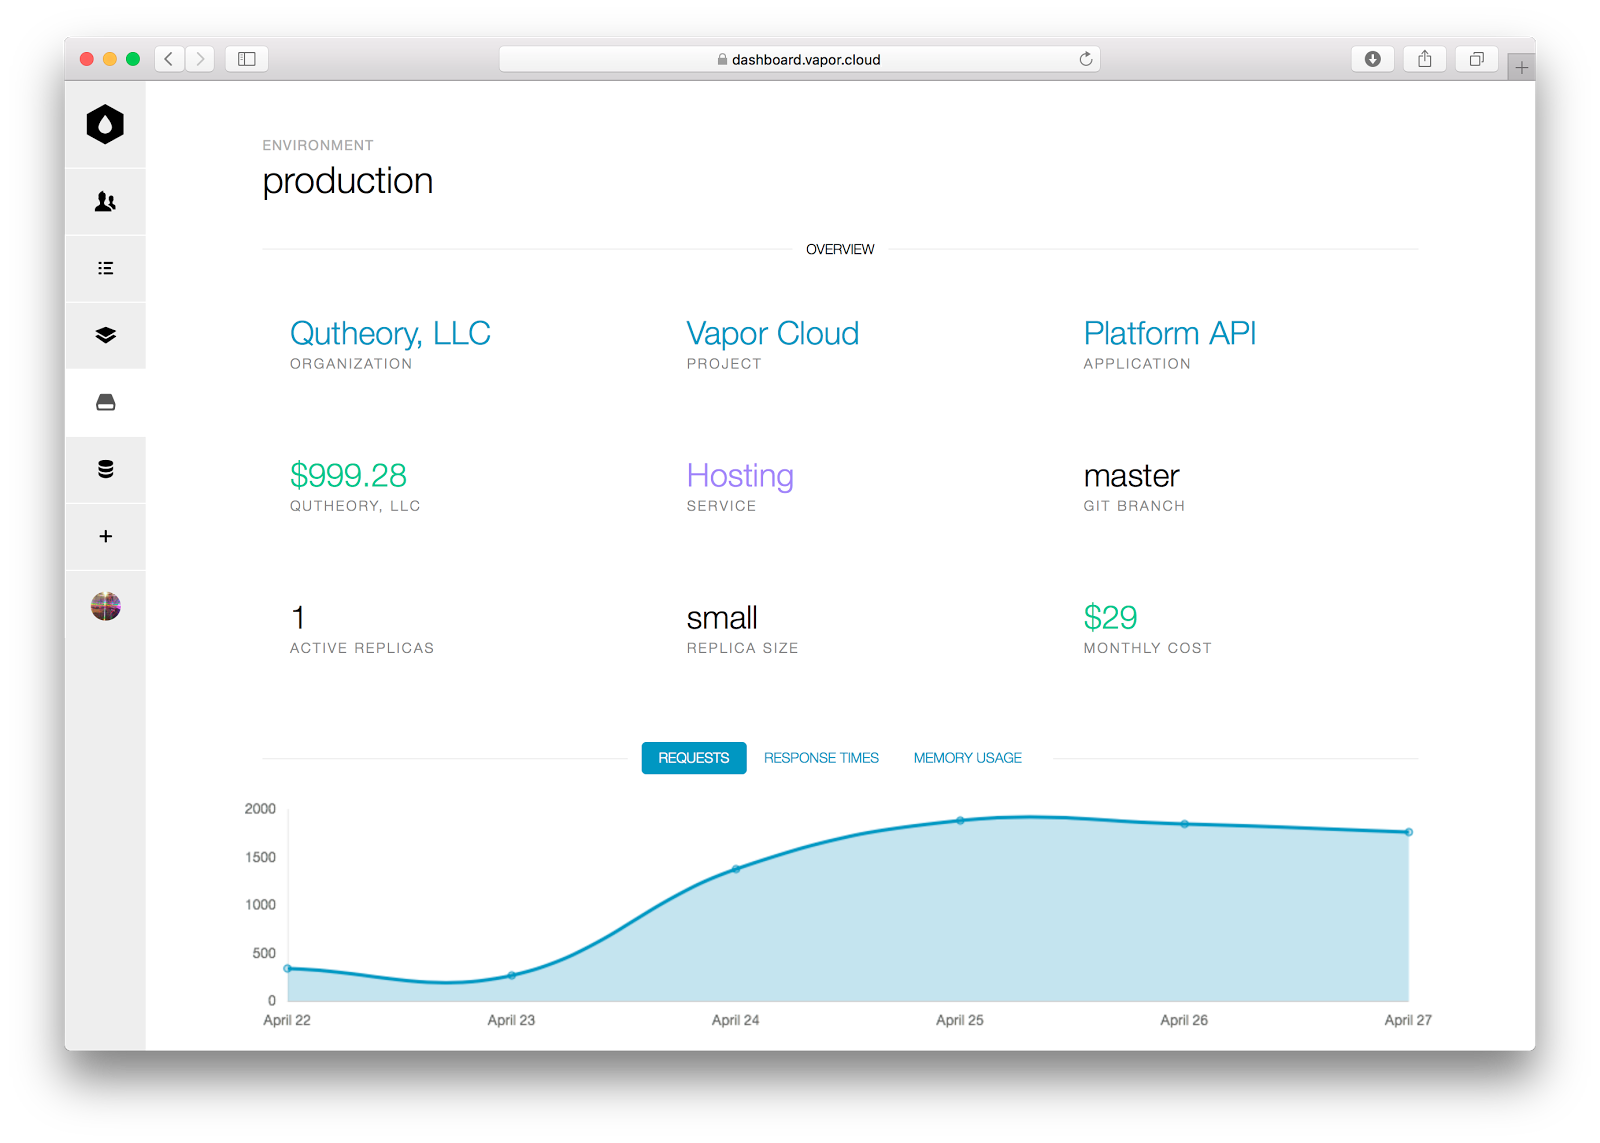 dashboard.vapor.cloud
ENVIRONMENT
production
OVERVIEW
Qutheory, LLC
ORGANIZATION
Vapor Cloud
PROJECT
Platform API
APPLICATION
$999.28
QUTHEORY, LLC
Hosting
SERVICE
master
GIT BRANCH
1
ACTIVE REPLICAS
small
REPLICA SIZE
$29
MONTHLY COST
REQUESTS RESPONSE TIMES MEMORY USAGE
2000
1500
1000
500
0
April 22 April 23 April 24 April 25 April 26 April 27